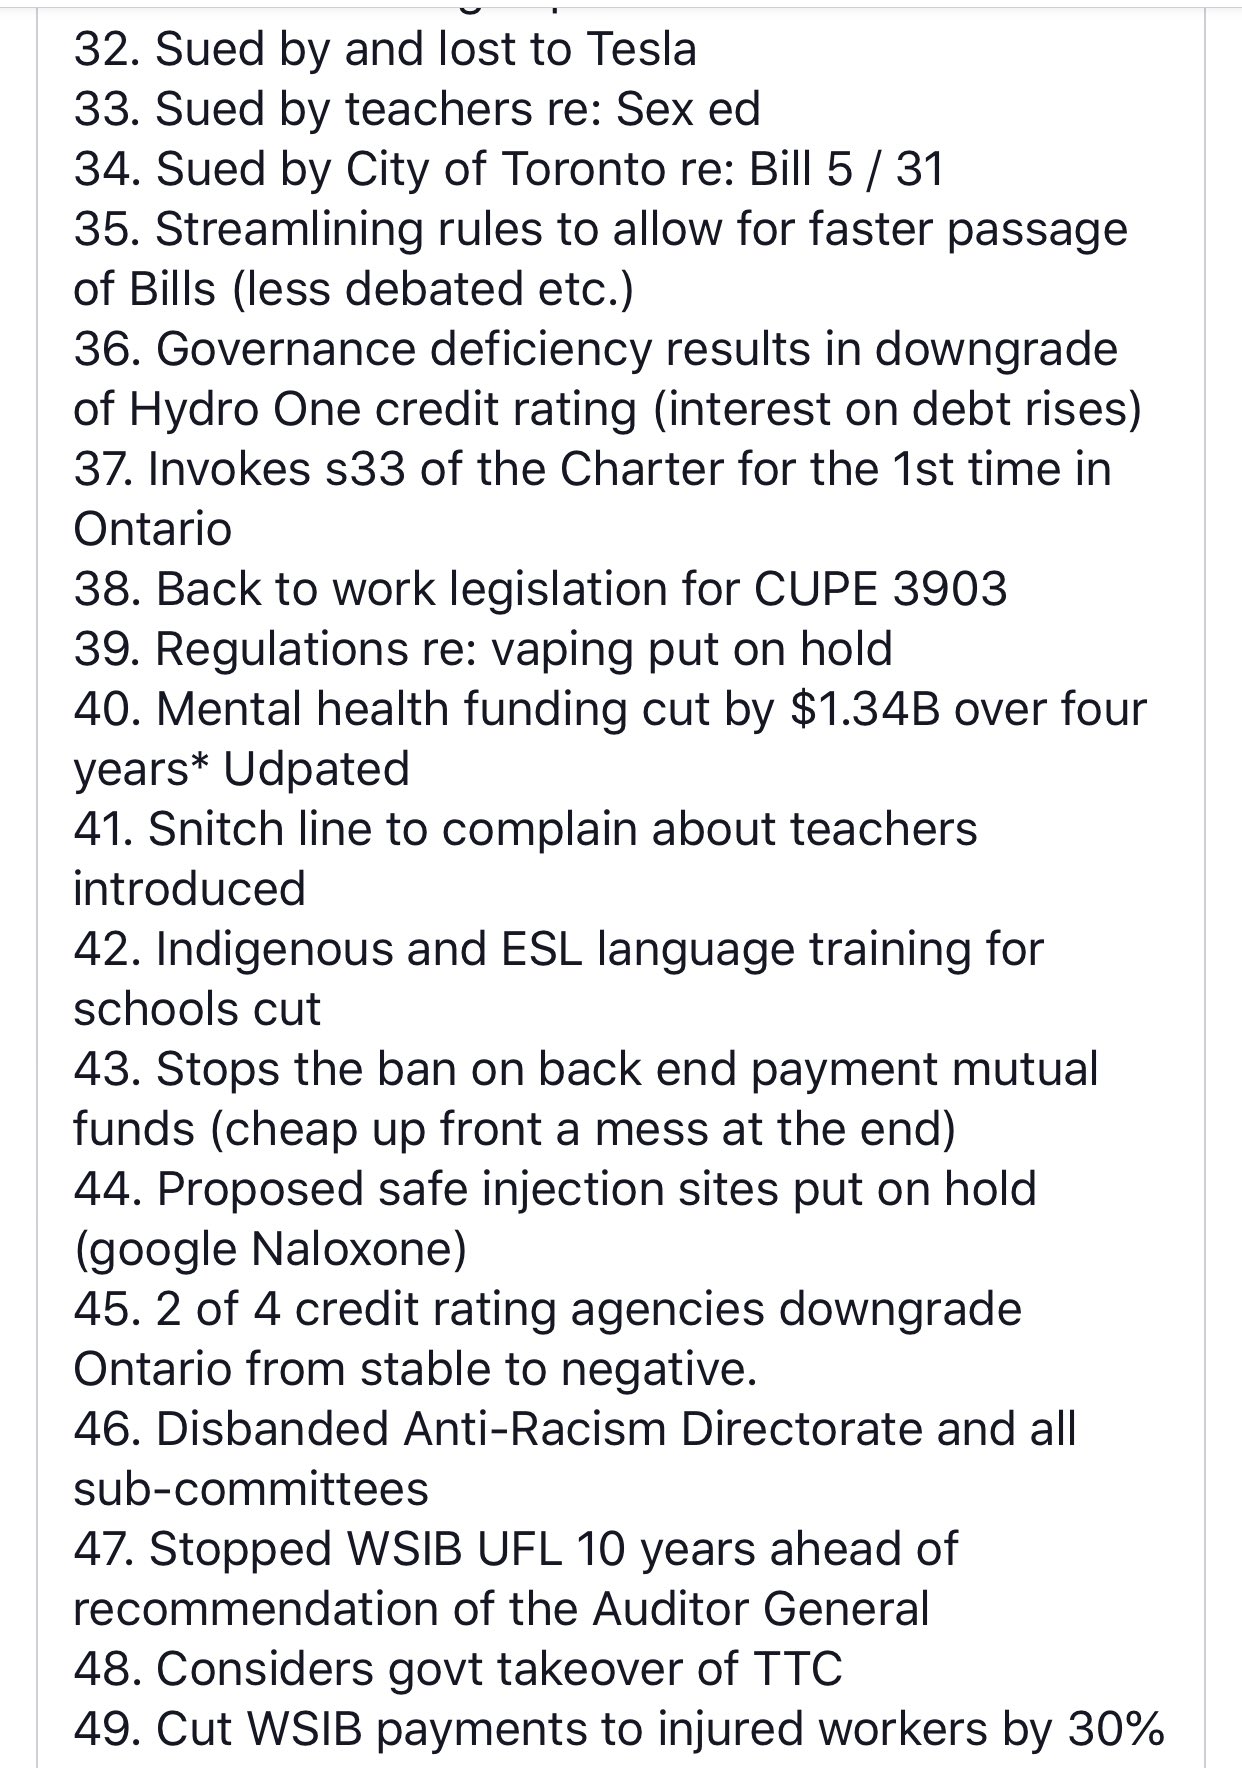 32. Sued by and lost to Tesla
33. Sued by teachers re: Sex ed
34. Sued by City of Toronto re: Bill 5 / 31
35. Streamlining rules to allow for faster passage
of Bills (less debated etc.)
36. Governance deficiency results in downgrade
of Hydro One credit rating (interest on debt rises)
37. Invokes s33 of the Charter for the 1st time in
Ontario
38. Back to work legislation for CUPE 3903
39. Regulations re: vaping put on hold
40. Mental health funding cut by $1.34B over four
years* Udpated
41. Snitch line to complain about teachers
introduced
42. Indigenous and ESL language training for
schools cut
43. Stops the ban on back end payment mutual
funds (cheap up front a mess at the end)
44. Proposed safe injection sites put on hold
(google Naloxone)
45. 2 of 4 credit rating agencies downgrade
Ontario from stable to negative.
46. Disbanded Anti-Racism Directorate and all
sub-committees
47. Stopped WSIB UFL 10 years ahead of
recommendation of the Auditor General
48. Considers govt takeover of TTC
49. Cut WSIB payments to injured workers by 30%